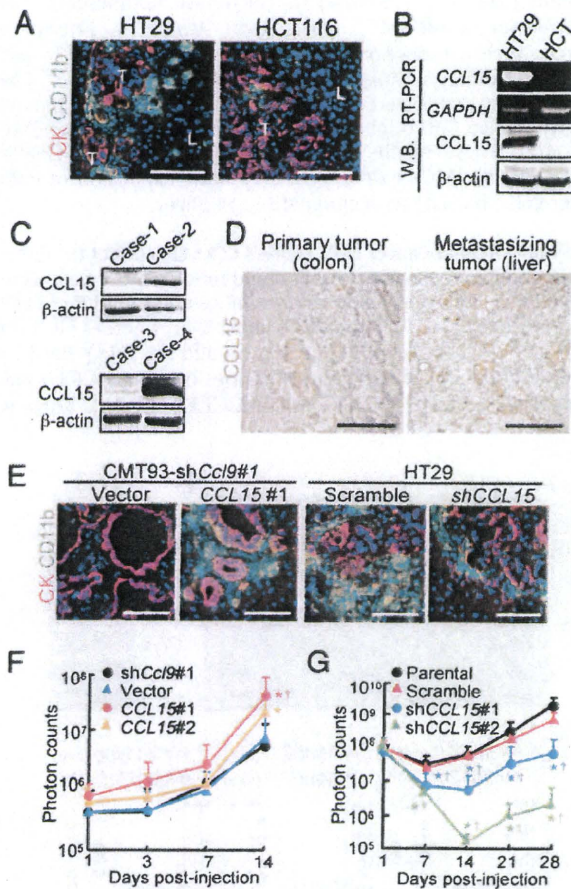 A
HT29
HCT116
CK CD11b
T
T
L
T
L
B
HT29
HCT
RT-PCR
CCL15
GAPDH
W.B.
CCL15
β-actin
C
Case-1
Case-2
CCL15
β-actin
Case-3
Case-4
CCL15
β-actin
D
Primary tumor
(colon)
Metastasizing
tumor (liver)
CCL15
E
CMT93-shCcl9#1
HT29
Vector
CCL15 #1
Scramble
shCCL15
CK CD11b
F
shCcl9#1
Vector
CCL15#1
CCL15#2
Photon counts
10⁸
10⁷
10⁶
10⁵
*†
*
1 3 7 14
Days post-injection
G
Parental
Scramble
shCCL15#1
shCCL15#2
Photon counts
10¹⁰
10⁹
10⁸
10⁷
10⁶
10⁵
*† *† *† *†
*† *† *† *†
1 7 14 21 28
Days post-injection